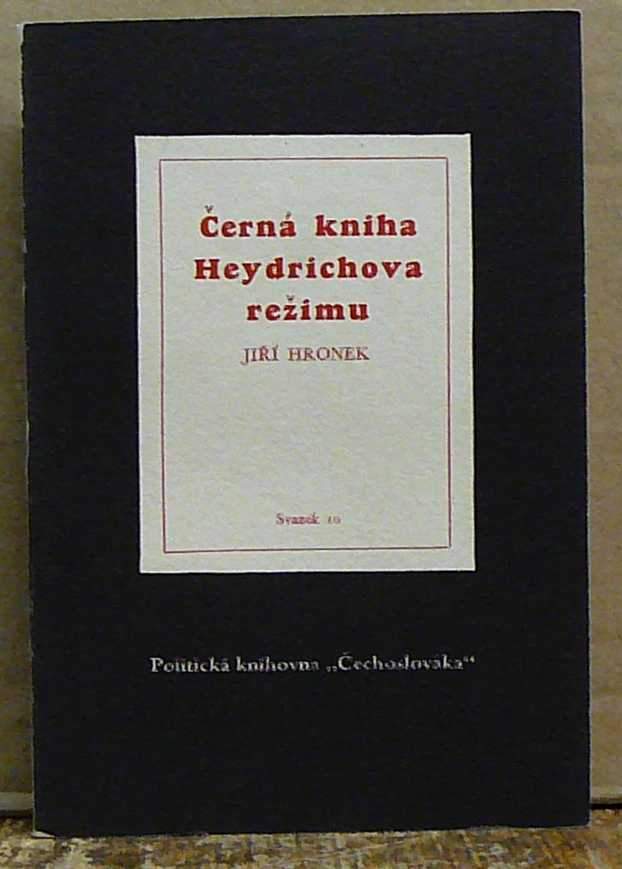 Černá kniha
Heydrichova
režimu
JIŘÍ HRONEK
Svazek 10
Politická knihovna „Čechoslováka“